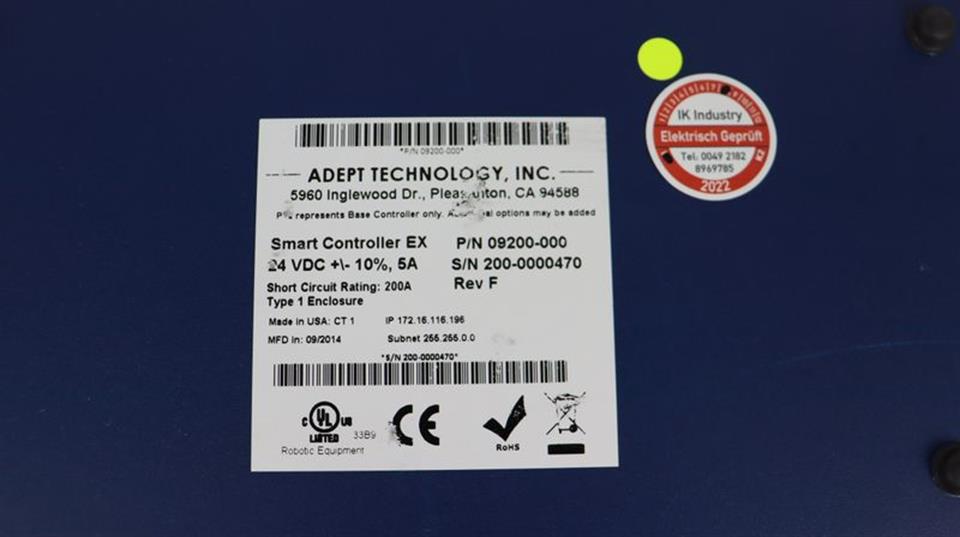 *P/N 09200-000*
ADEPT TECHNOLOGY, INC.
5960 Inglewood Dr., Pleasanton, CA 94588
P/N represents Base Controller only. Additional options may be added
Smart Controller EX P/N 09200-000
24 VDC +\- 10%, 5A S/N 200-0000470
Short Circuit Rating: 200A Rev F
Type 1 Enclosure
Made in USA: CT 1 IP 172.16.116.196
MFD in: 09/2014 Subnet 255.255.0.0
*S/N 200-0000470*
C UL US
LISTED 33B9
Robotic Equipment
CE
RoHS
IK Industry
Elektrisch Geprüft
Tel: 0049 2182
8969785
2022